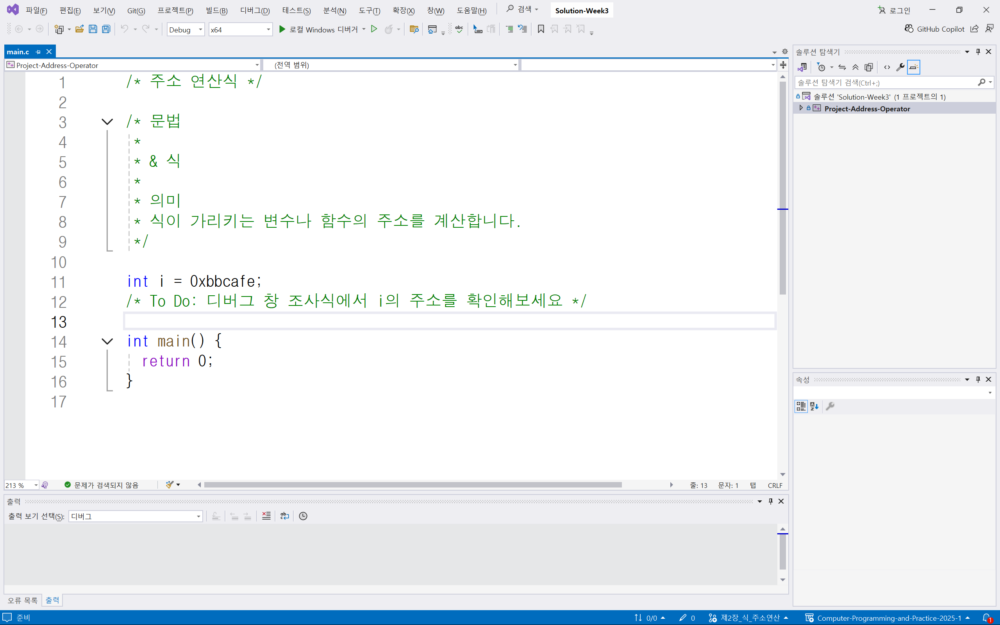 파일(F) 편집(E) 보기(V) Git(G) 프로젝트(P) 빌드(B) 디버그(D) 테스트(S) 분석(N) 도구(T) 확장(X) 창(W) 도움말(H) 검색 Solution-Week3 로그인
Debug x64 로컬 Windows 디버거 GitHub Copilot
main.c
Project-Address-Operator (전역 범위)
1 /* 주소 연산식 */
2
3 /* 문법
4 *
5 * & 식
6 *
7 * 의미
8 * 식이 가리키는 변수나 함수의 주소를 계산합니다.
9 */
10
11 int i = 0xbbcafe;
12 /* To Do: 디버그 창 조사식에서 i의 주소를 확인해보세요 */
13
14 int main() {
15 return 0;
16 }
17
213 % 문제가 검색되지 않음 줄: 13 문자: 1 탭 CRLF
출력
출력 보기 선택(S): 디버그
오류 목록 출력
솔루션 탐색기
솔루션 탐색기 검색(Ctrl+;)
솔루션 'Solution-Week3' (1 프로젝트의 1)
Project-Address-Operator
속성
준비 0/0 0 제2장_식_주소연산 Computer-Programming-and-Practice-2025-1 1